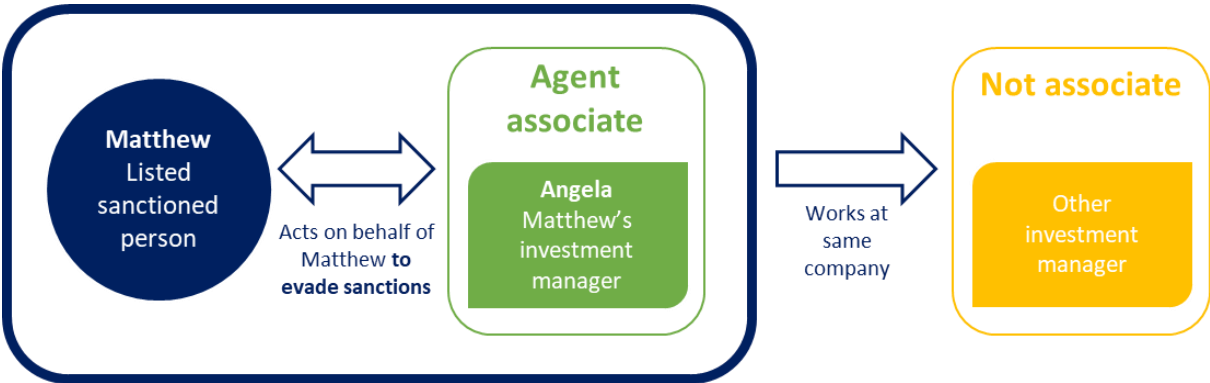 Matthew
Listed
sanctioned
person
Acts on behalf of
Matthew to
evade sanctions
Agent
associate
Angela
Matthew’s
investment
manager
Works at
same
company
Not associate
Other
investment
manager